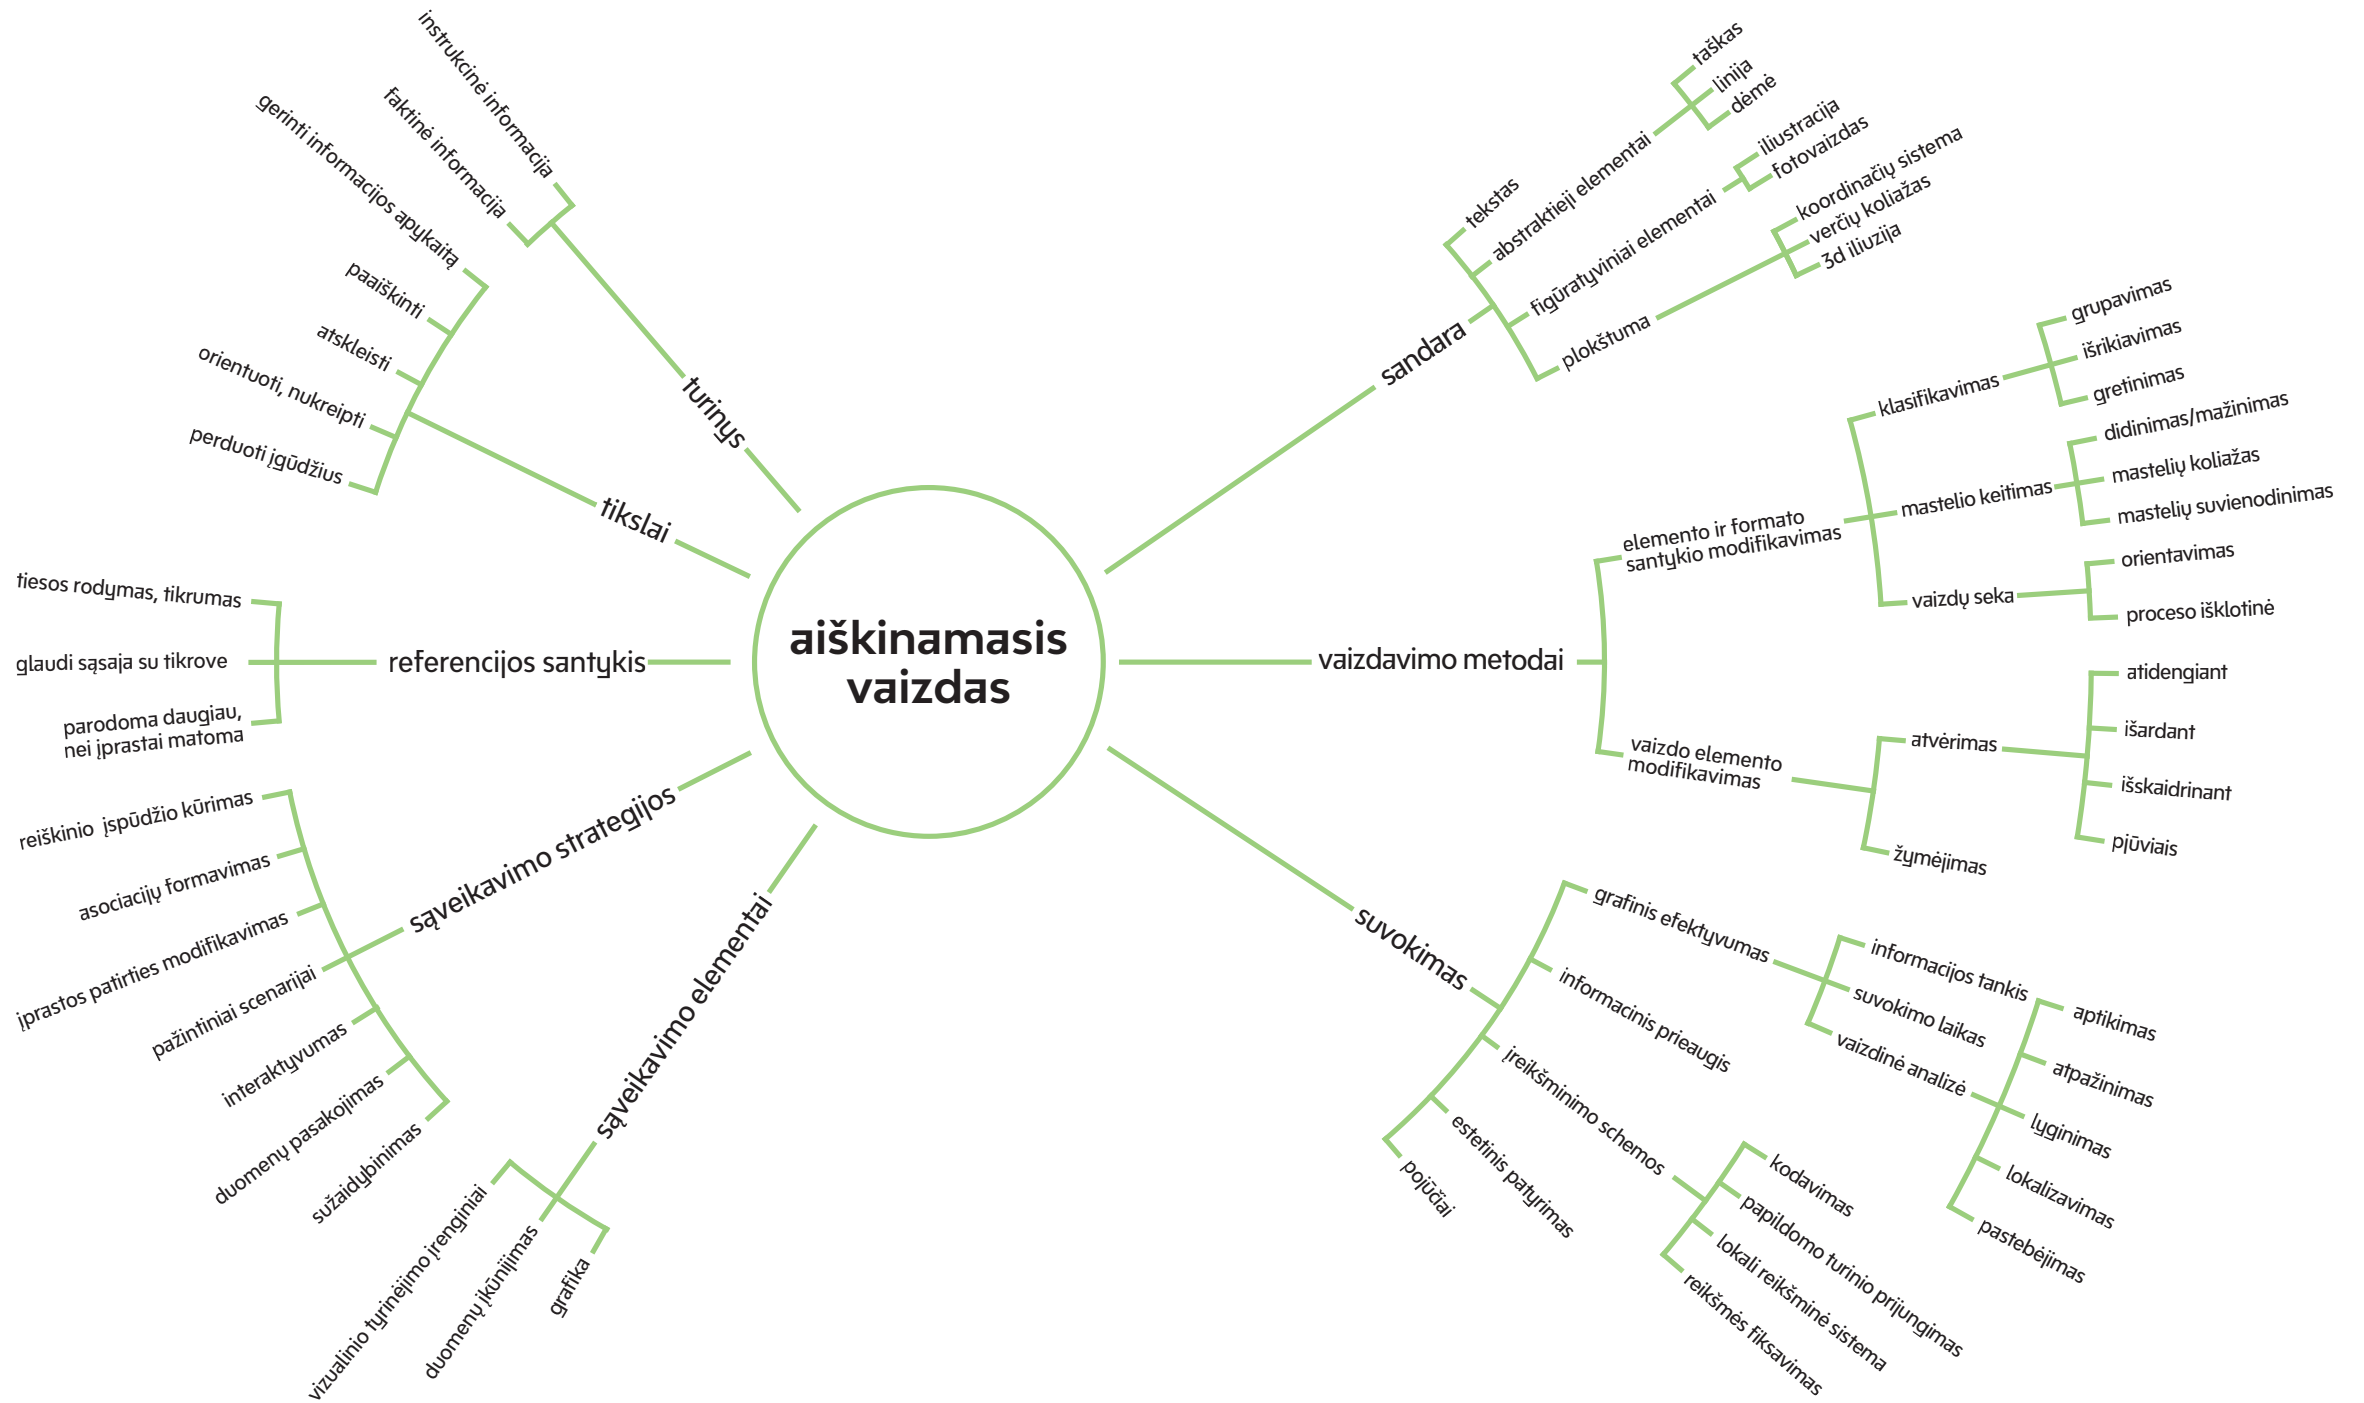 aiškinamasis
vaizdas
turinys
instrukcinė informacija
faktinė informacija
tikslai
gerinti informacijos apykaitą
paaiškinti
atskleisti
orientuoti, nukreipti
perduoti įgūdžius
referencijos santykis
tiesos rodymas, tikrumas
glaudi sąsaja su tikrove
parodoma daugiau,
nei įprastai matoma
sąveikavimo strategijos
reiškinio įspūdžio kūrimas
asociacijų formavimas
įprastos patirties modifikavimas
pažintiniai scenarijai
interaktyvumas
duomenų pasakojimas
sužaidybinimas
sąveikavimo elementai
vizualinio tyrinėjimo įrenginiai
duomenų įkūnijimas
grafika
sandara
tekstas
abstraktieji elementai
taškas
linija
dėmė
figūratyviniai elementai
iliustracija
fotovaizdas
plokštuma
koordinačių sistema
verčių koliažas
3d iliuzija
vaizdavimo metodai
elemento ir formato
santykio modifikavimas
klasifikavimas
grupavimas
išrikiavimas
gretinimas
mastelio keitimas
didinimas/mažinimas
mastelių koliažas
mastelių suvienodinimas
vaizdų seka
orientavimas
proceso išklotinė
vaizdo elemento
modifikavimas
atvėrimas
atidengiant
išardant
išskaidrinant
pjūviais
žymėjimas
suvokimas
grafinis efektyvumas
informacijos tankis
suvokimo laikas
vaizdinė analizė
aptikimas
atpažinimas
lyginimas
lokalizavimas
pastebėjimas
informacinis prieaugis
įreikšminimo schemos
kodavimas
papildomo turinio prijungimas
lokali reikšminė sistema
reikšmės fiksavimas
estetinis patyrimas
pojūčiai